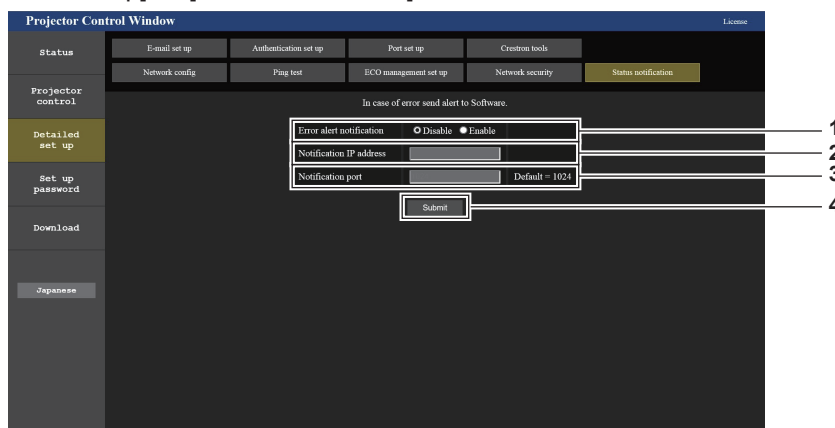 Projector Control Window License
Status
E-mail set up Authentication set up Port set up Crestron tools
Network config Ping test ECO management set up Network security Status notification
Projector
control
In case of error send alert to Software.
Detailed
set up
Error alert notification Disable Enable 1
Notification IP address 2
Notification port Default = 1024 3
Set up
password
Submit 4
Download
Japanese